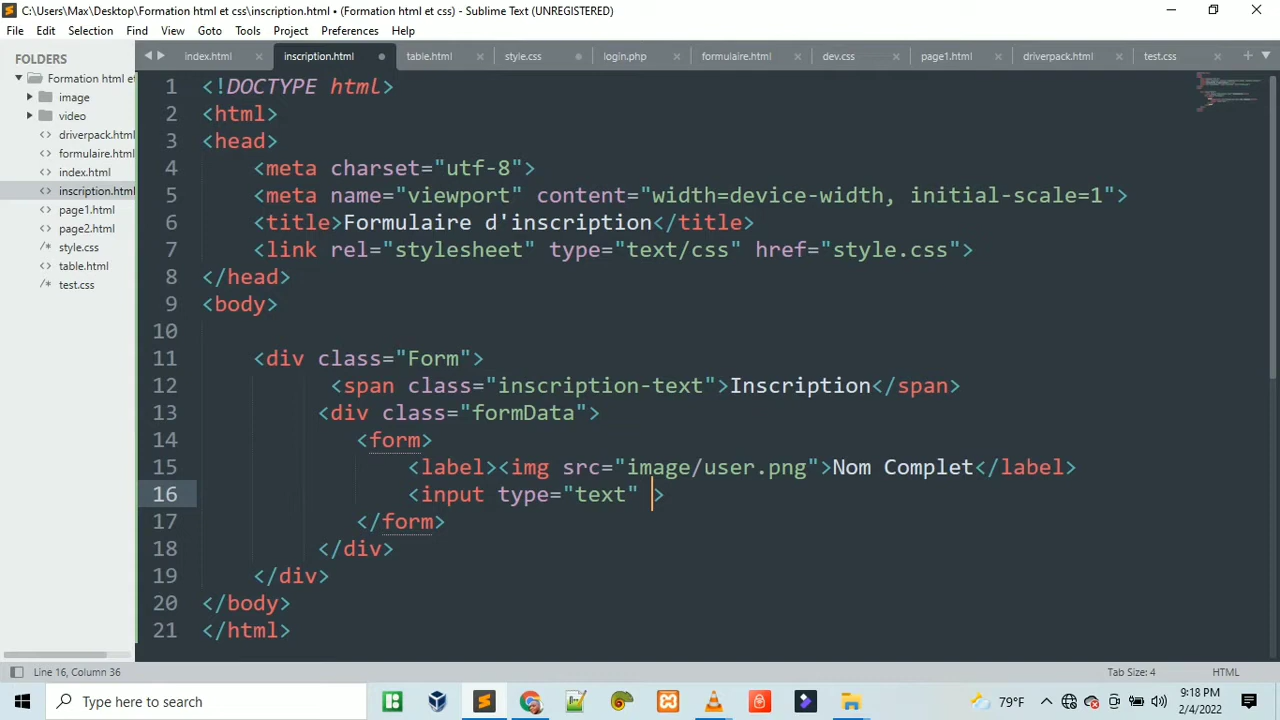 C:\Users\Max\Desktop\Formation html et css\inscription.html • (Formation html et css) - Sublime Text (UNREGISTERED)
File Edit Selection Find View Goto Tools Project Preferences Help
FOLDERS
Formation html et
image
video
driverpack.html
formulaire.html
index.html
inscription.html
page1.html
page2.html
style.css
table.html
test.css
index.html inscription.html table.html style.css login.php formulaire.html dev.css page1.html driverpack.html test.css
1 <!DOCTYPE html>
2 <html>
3 <head>
4 <meta charset="utf-8">
5 <meta name="viewport" content="width=device-width, initial-scale=1">
6 <title>Formulaire d'inscription</title>
7 <link rel="stylesheet" type="text/css" href="style.css">
8 </head>
9 <body>
10
11 <div class="Form">
12 <span class="inscription-text">Inscription</span>
13 <div class="formData">
14 <form>
15 <label><img src="image/user.png">Nom Complet</label>
16 <input type="text" >
17 </form>
18 </div>
19 </div>
20 </body>
21 </html>
Line 16, Column 36 Tab Size: 4 HTML
Type here to search 79°F 9:18 PM
2/4/2022